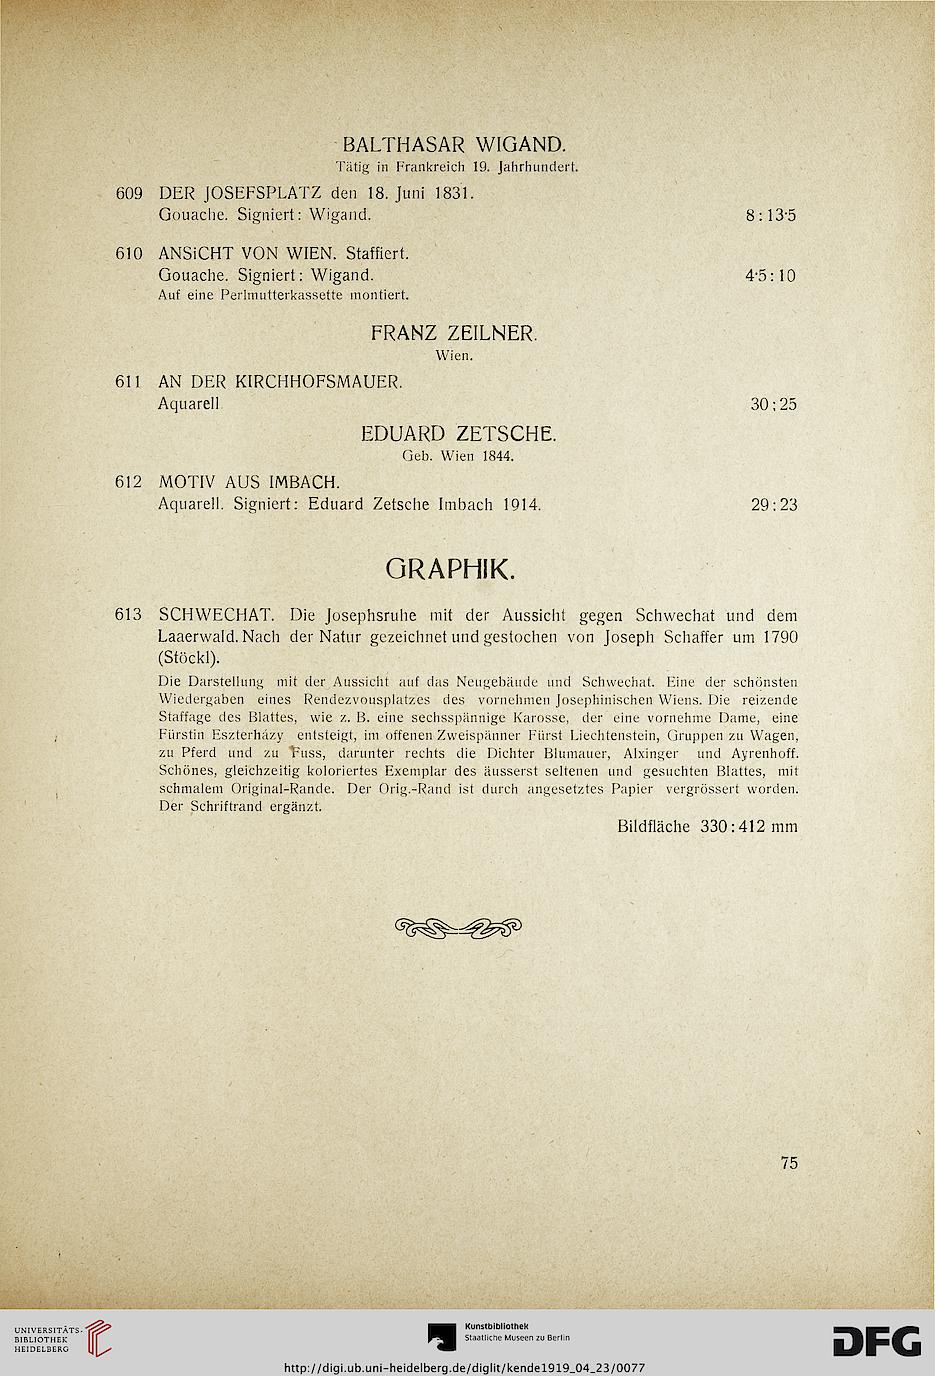 BALTHASAR WIGAND.
Tätig in Frankreich 19. Jahrhundert.
609 DER JOSEFSPLATZ den 18. Juni 1831.
Gouache. Signiert: Wigand. 8:13·5
610 ANSiCHT VON WIEN. Staffiert.
Gouache. Signiert: Wigand. 4·5:10
Auf eine Perlmutterkassette montiert.
FRANZ ZEILNER.
Wien.
611 AN DER KIRCHHOFSMAUER.
Aquarell 30:25
EDUARD ZETSCHE.
Geb. Wien 1844.
612 MOTIV AUS IMBACH.
Aquarell. Signiert: Eduard Zetsche Imbach 1914. 29:23
GRAPHIK.
613 SCHWECHAT. Die Josephsruhe mit der Aussicht gegen Schwechat und dem
Laaerwald. Nach der Natur gezeichnet und gestochen von Joseph Schaffer um 1790
(Stöckl).
Die Darstellung mit der Aussicht auf das Neugebäude und Schwechat. Eine der schönsten
Wiedergaben eines Rendezvousplatzes des vornehmen Josephinischen Wiens. Die reizende
Staffage des Blattes, wie z. B. eine sechsspännige Karosse, der eine vornehme Dame, eine
Fürstin Eszterházy entsteigt, im offenen Zweispänner Fürst Liechtenstein, Gruppen zu Wagen,
zu Pferd und zu Fuss, darunter rechts die Dichter Blumauer, Alxinger und Ayrenhoff.
Schönes, gleichzeitig koloriertes Exemplar des äusserst seltenen und gesuchten Blattes, mit
schmalem Original-Rande. Der Orig.-Rand ist durch angesetztes Papier vergrössert worden.
Der Schriftrand ergänzt.
Bildfläche 330:412 mm
75
UNIVERSITÄTS-
BIBLIOTHEK
HEIDELBERG
Kunstbibliothek
Staatliche Museen zu Berlin
DFG
http://digi.ub.uni-heidelberg.de/diglit/kende1919_04_23/0077